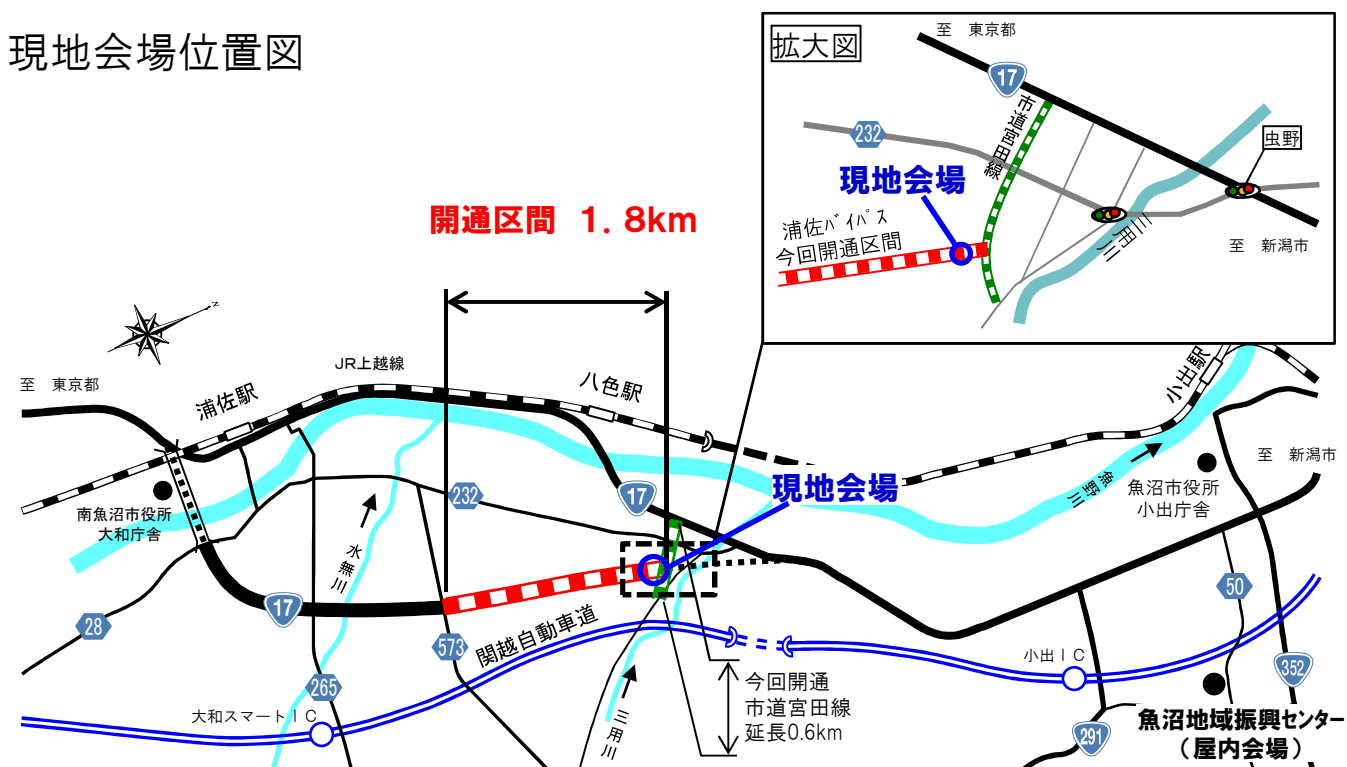 現地会場位置図
拡大図
至　東京都
17
市道宮田線
232
虫野
現地会場
浦佐バイパス
今回開通区間
三用川
至　新潟市
開通区間　1.8km
N
JR上越線
至　東京都
浦佐駅
八色駅
小出駅
至　新潟市
南魚沼市役所
大和庁舎
232
17
現地会場
魚野川
魚沼市役所
小出庁舎
水無川
28
17
573
関越自動車道
50
小出IC
352
265
大和スマートIC
三用川
今回開通
市道宮田線
延長0.6km
291
魚沼地域振興センター
（屋内会場）